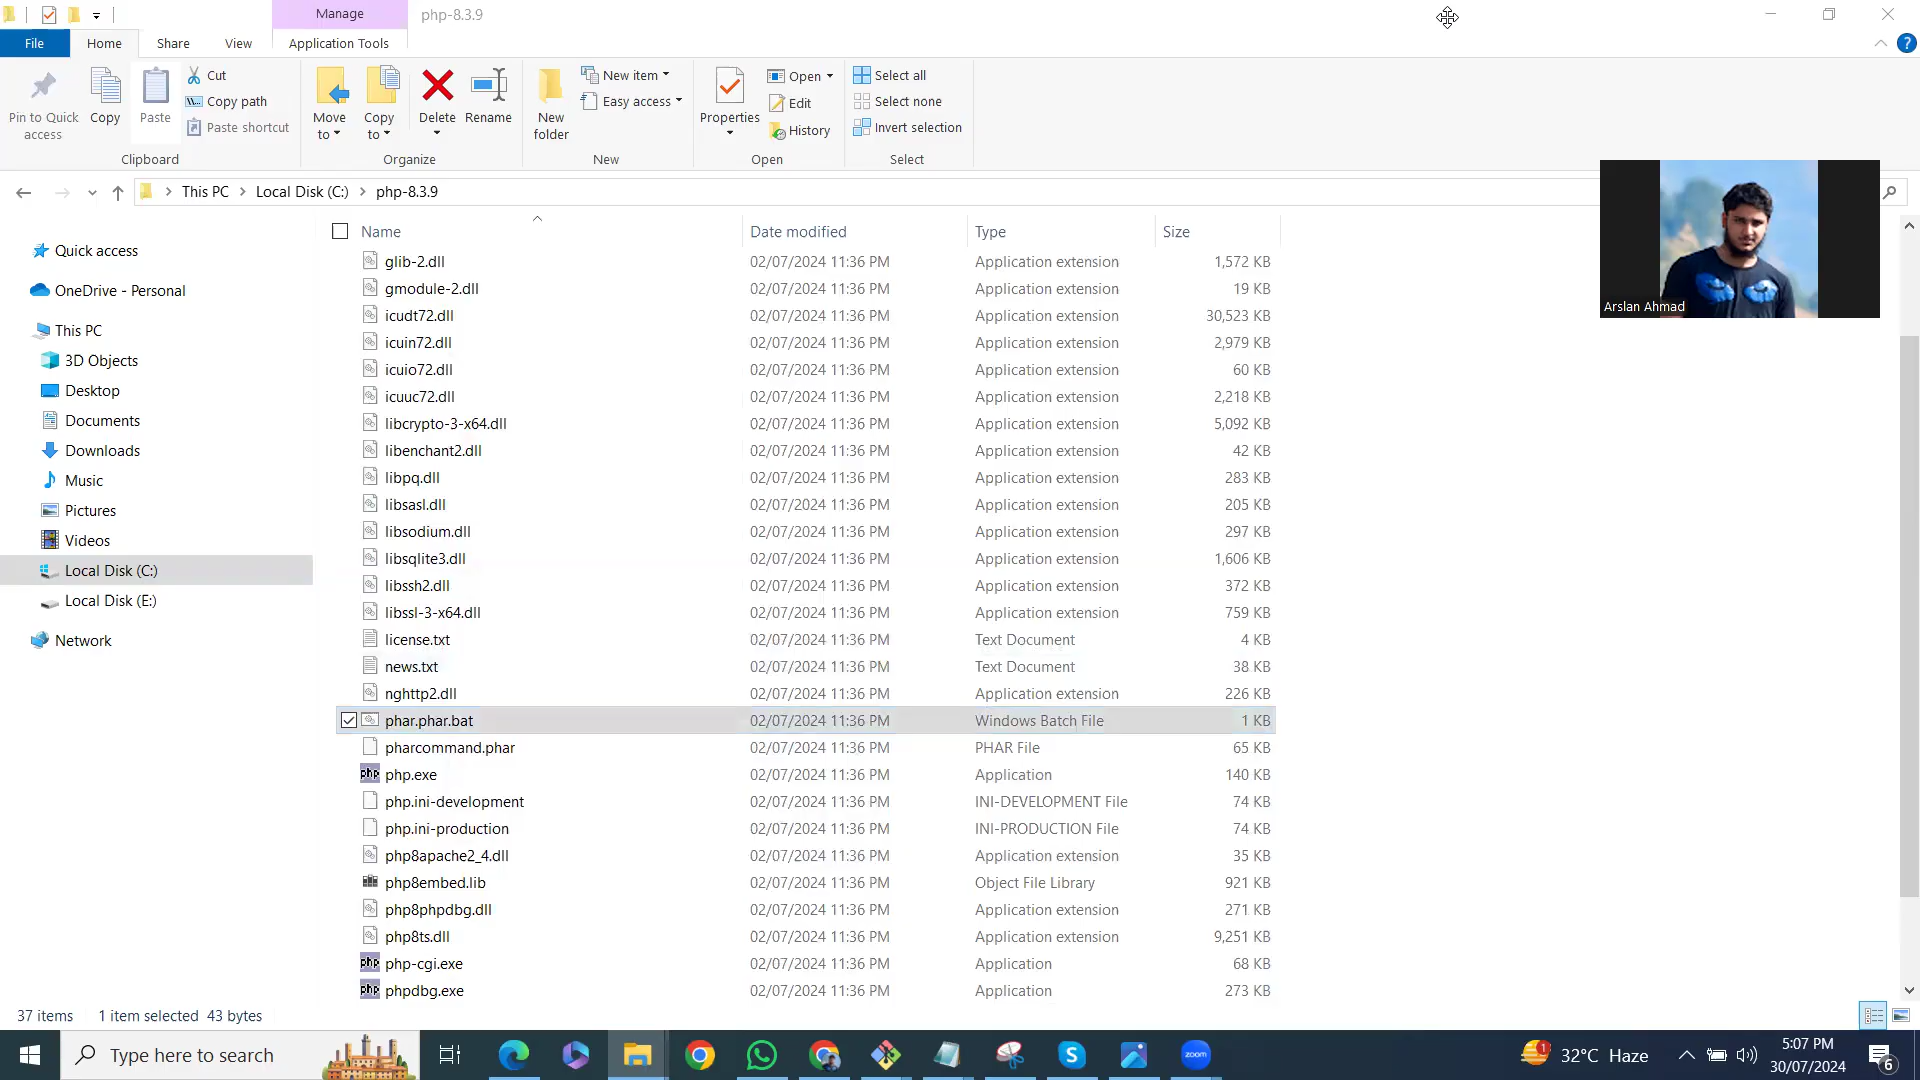 Manage
php-8.3.9
File
Home
Share
View
Application Tools
Pin to Quick access
Copy
Paste
Cut
Copy path
Paste shortcut
Clipboard
Move to
Copy to
Delete
Rename
Organize
New folder
New item
Easy access
New
Properties
Open
Edit
History
Open
Select all
Select none
Invert selection
Select
This PC
Local Disk (C:)
php-8.3.9
Arslan Ahmad
Quick access
OneDrive - Personal
This PC
3D Objects
Desktop
Documents
Downloads
Music
Pictures
Videos
Local Disk (C:)
Local Disk (E:)
Network
Name Date modified Type Size
glib-2.dll 02/07/2024 11:36 PM Application extension 1,572 KB
gmodule-2.dll 02/07/2024 11:36 PM Application extension 19 KB
icudt72.dll 02/07/2024 11:36 PM Application extension 30,523 KB
icuin72.dll 02/07/2024 11:36 PM Application extension 2,979 KB
icuio72.dll 02/07/2024 11:36 PM Application extension 60 KB
icuuc72.dll 02/07/2024 11:36 PM Application extension 2,218 KB
libcrypto-3-x64.dll 02/07/2024 11:36 PM Application extension 5,092 KB
libenchant2.dll 02/07/2024 11:36 PM Application extension 42 KB
libpq.dll 02/07/2024 11:36 PM Application extension 283 KB
libsasl.dll 02/07/2024 11:36 PM Application extension 205 KB
libsodium.dll 02/07/2024 11:36 PM Application extension 297 KB
libsqlite3.dll 02/07/2024 11:36 PM Application extension 1,606 KB
libssh2.dll 02/07/2024 11:36 PM Application extension 372 KB
libssl-3-x64.dll 02/07/2024 11:36 PM Application extension 759 KB
license.txt 02/07/2024 11:36 PM Text Document 4 KB
news.txt 02/07/2024 11:36 PM Text Document 38 KB
nghttp2.dll 02/07/2024 11:36 PM Application extension 226 KB
phar.phar.bat 02/07/2024 11:36 PM Windows Batch File 1 KB
pharcommand.phar 02/07/2024 11:36 PM PHAR File 65 KB
php php.exe 02/07/2024 11:36 PM Application 140 KB
php.ini-development 02/07/2024 11:36 PM INI-DEVELOPMENT File 74 KB
php.ini-production 02/07/2024 11:36 PM INI-PRODUCTION File 74 KB
php8apache2_4.dll 02/07/2024 11:36 PM Application extension 35 KB
php8embed.lib 02/07/2024 11:36 PM Object File Library 921 KB
php8phpdbg.dll 02/07/2024 11:36 PM Application extension 271 KB
php8ts.dll 02/07/2024 11:36 PM Application extension 9,251 KB
php php-cgi.exe 02/07/2024 11:36 PM Application 68 KB
php phpdbg.exe 02/07/2024 11:36 PM Application 273 KB
37 items 1 item selected 43 bytes
Type here to search
zoom
1
32°C Haze
5:07 PM
30/07/2024
6